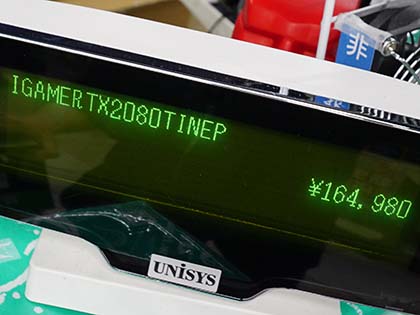 IGAMERTX2080TINEP
¥164,980
UNiSYS
非